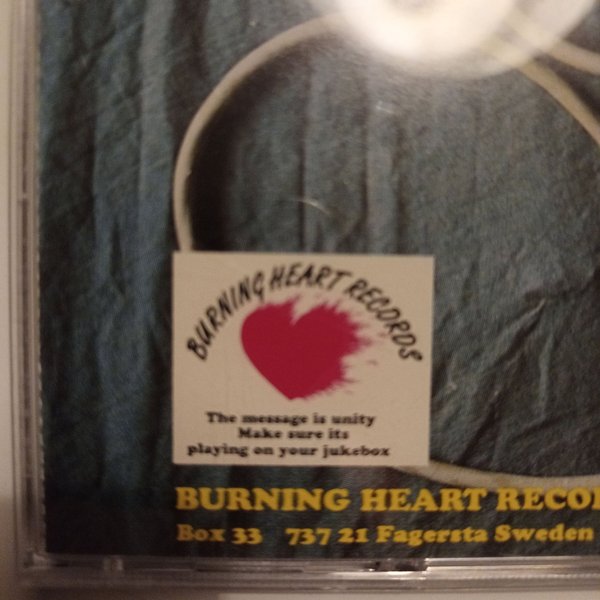 BURNING HEART RECORDS
The message is unity
Make sure its
playing on your jukebox
BURNING HEART RECO
Box 33 737 21 Fagersta Sweden